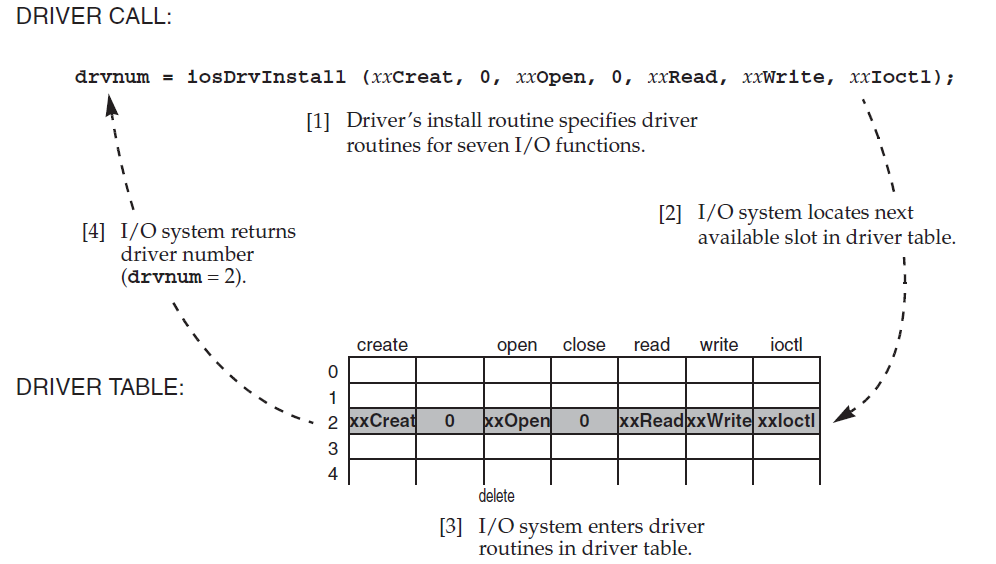 DRIVER CALL:
drvnum = iosDrvInstall (xxCreat, 0, xxOpen, 0, xxRead, xxWrite, xxIoctl);
[1] Driver's install routine specifies driver
routines for seven I/O functions.
[2] I/O system locates next
available slot in driver table.
[4] I/O system returns
driver number
(drvnum = 2).
DRIVER TABLE:
create open close read write ioctl
0
1
2 xxCreat 0 xxOpen 0 xxRead xxWrite xxIoctl
3
4
delete
[3] I/O system enters driver
routines in driver table.